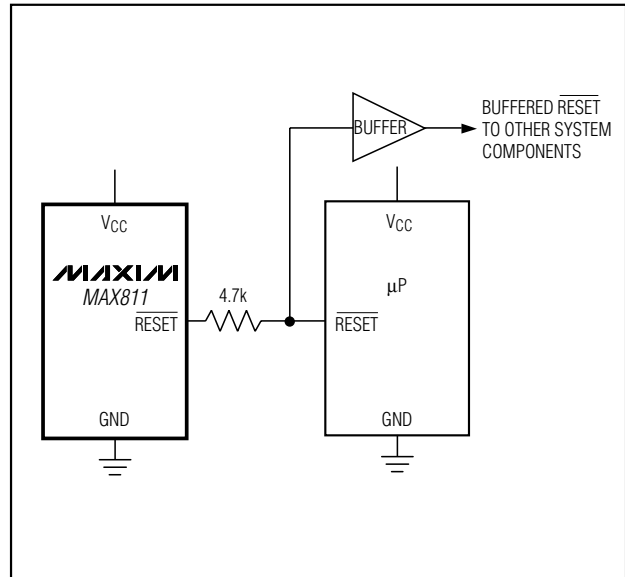 BUFFER
BUFFERED RESET
TO OTHER SYSTEM
COMPONENTS
VCC
MAXIM
MAX811
RESET
GND
4.7k
VCC
μP
RESET
GND